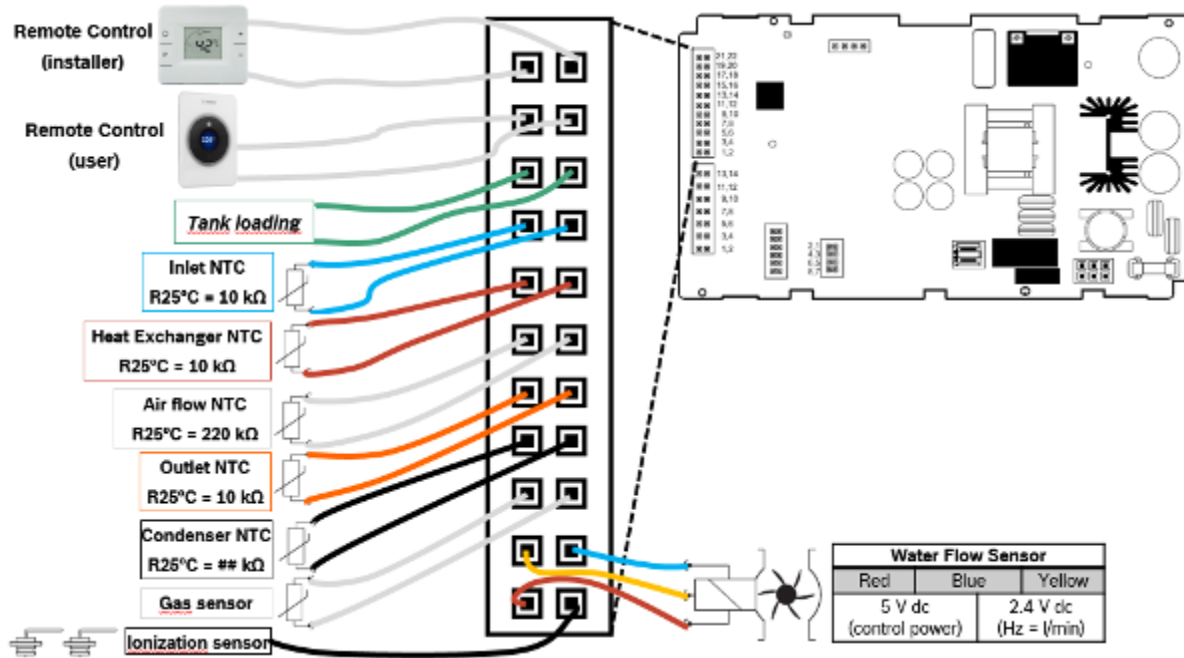 Remote Control
(installer)
Remote Control
(user)
Tank loading
Inlet NTC
R25ºC = 10 kΩ
Heat Exchanger NTC
R25ºC = 10 kΩ
Air flow NTC
R25ºC = 220 kΩ
Outlet NTC
R25ºC = 10 kΩ
Condenser NTC
R25ºC = ## kΩ
Gas sensor
Ionization sensor
21,22
19,20
17,18
15,16
13,14
11,12
9,10
7,8
5,6
3,4
1,2
13,14
11,12
9,10
7,8
5,6
3,4
1,2
Water Flow Sensor
Red Blue Yellow
5 V dc 2.4 V dc
(control power) (Hz = l/min)